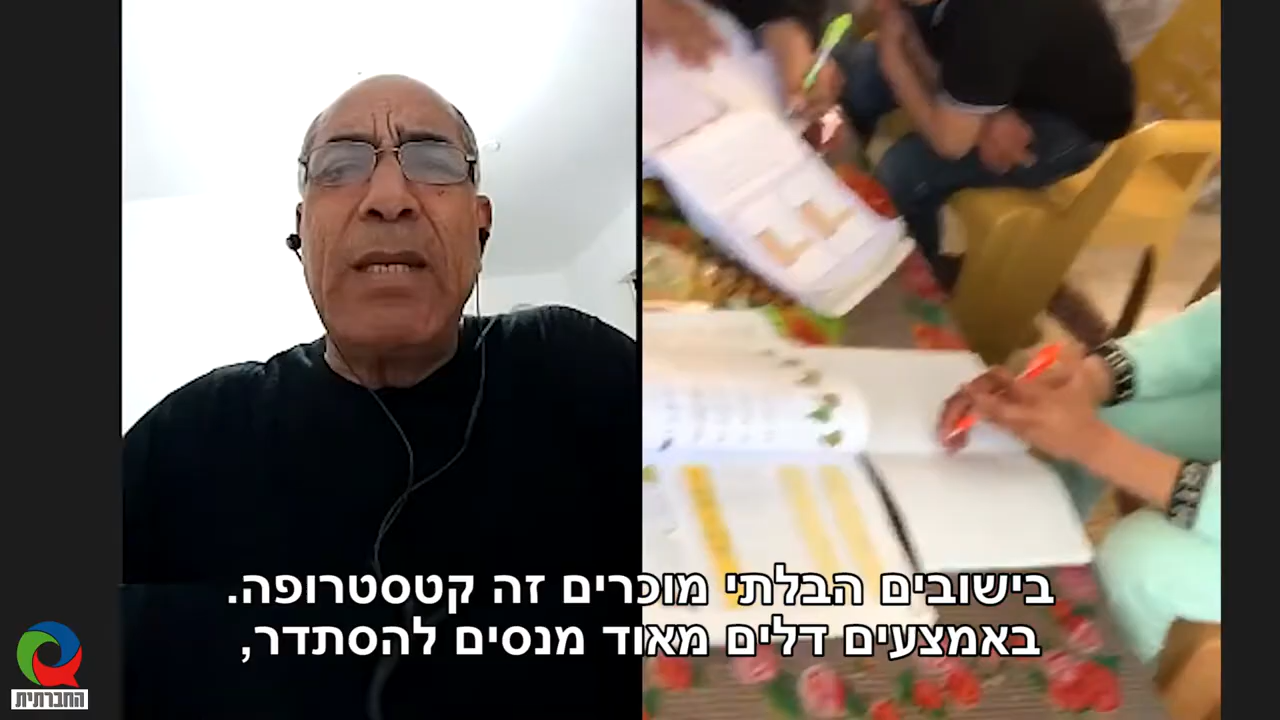 בישובים הבלתי מוכרים זה קטסטרופה.
באמצעים דלים מאוד מנסים להסתדר,
החברתית